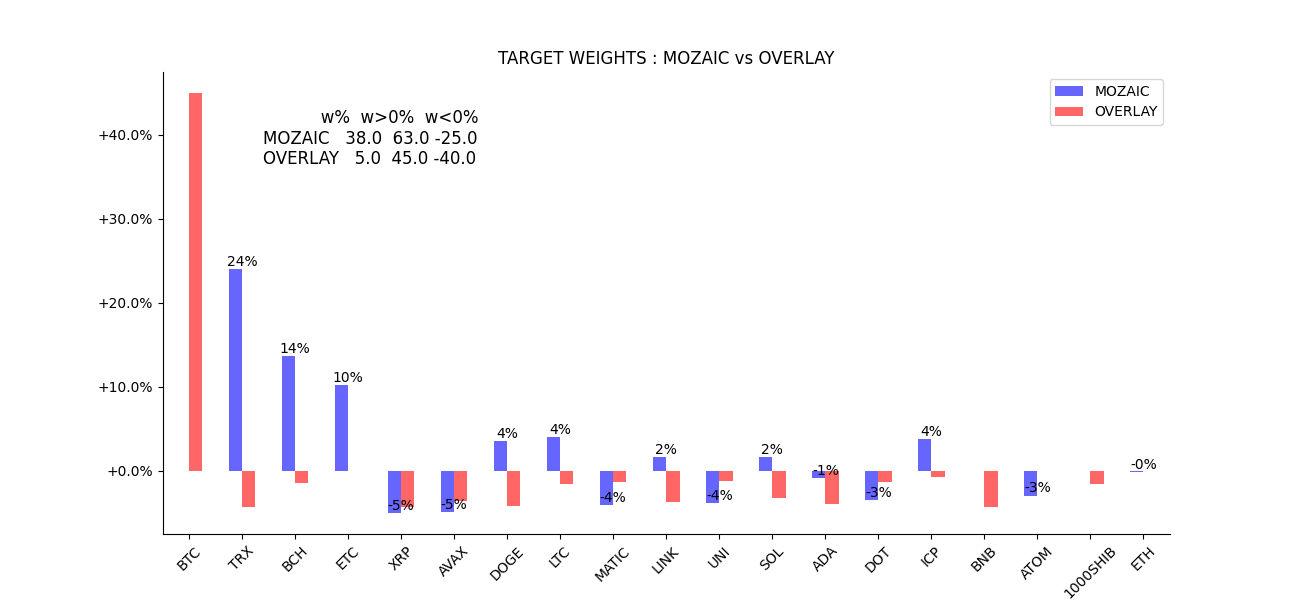 TARGET WEIGHTS : MOZAIC vs OVERLAY
MOZAIC
OVERLAY
w% w>0% w<0%
MOZAIC 38.0 63.0 -25.0
OVERLAY 5.0 45.0 -40.0
+40.0%
+30.0%
+20.0%
+10.0%
+0.0%
24%
14%
10%
-5%
-5%
4%
4%
-4%
2%
-4%
2%
-1%
-3%
4%
-3%
-0%
BTC
TRX
BCH
ETC
XRP
AVAX
DOGE
LTC
MATIC
LINK
UNI
SOL
ADA
DOT
ICP
BNB
ATOM
1000SHIB
ETH